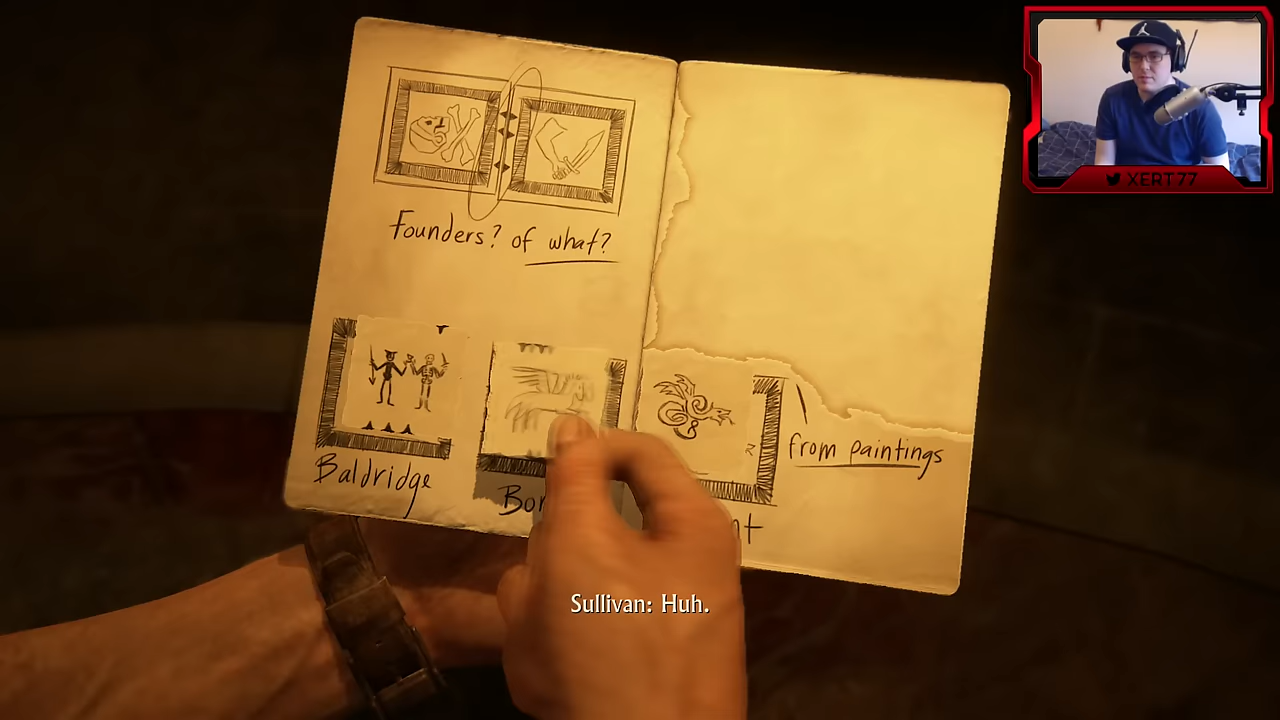 XERT77
Founders? of what?
from paintings
Baldridge
Sullivan: Huh.